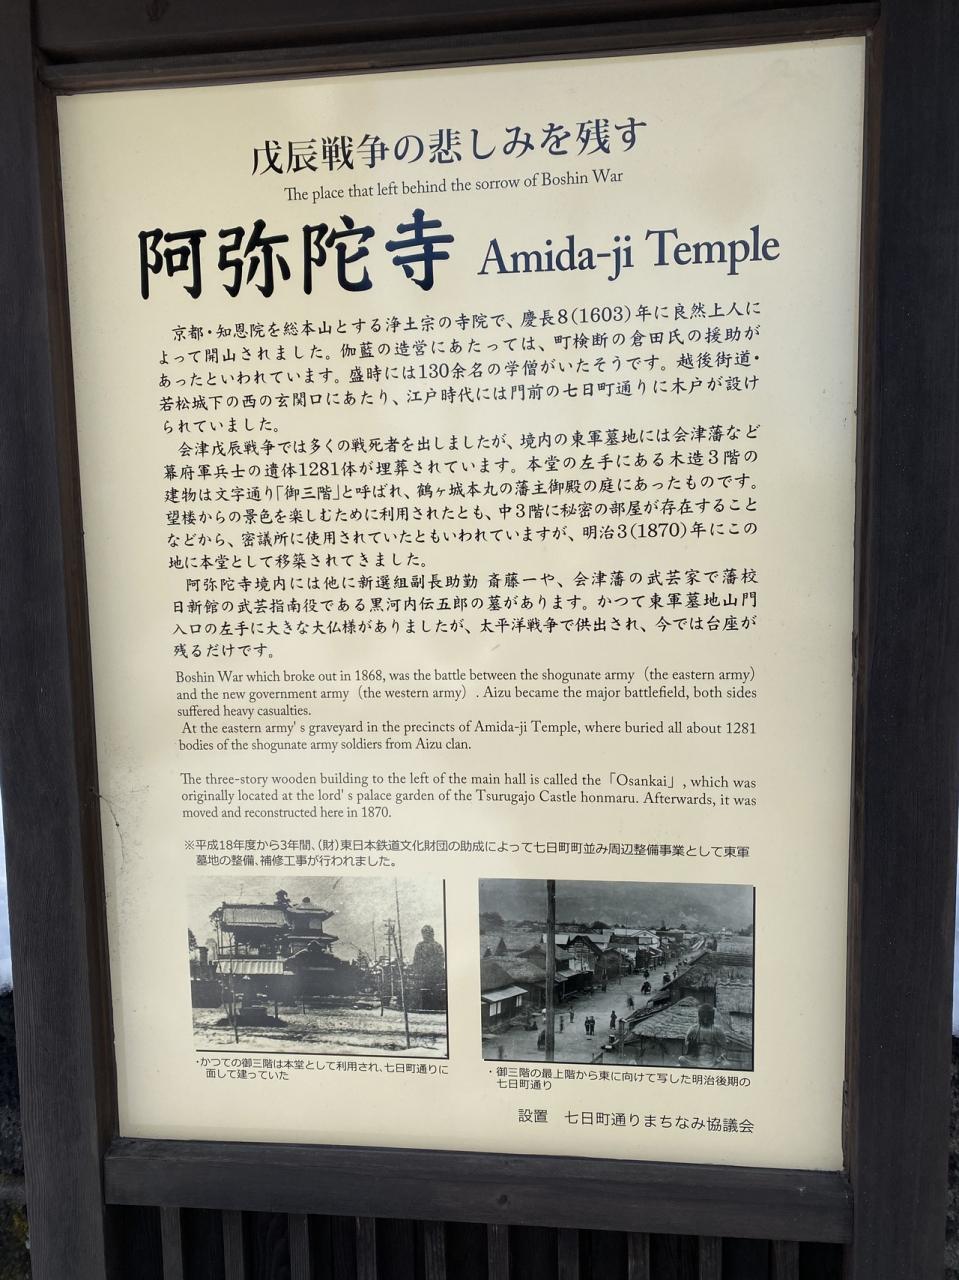 戊辰戦争の悲しみを残す
The place that left behind the sorrow of Boshin War
阿弥陀寺 Amida-ji Temple
京都・知恩院を総本山とする浄土宗の寺院で、慶長8(1603)年に良然上人に
よって開山されました。伽藍の造営にあたっては、町検断の倉田氏の援助が
あったといわれています。盛時には130余名の学僧がいたそうです。越後街道・
若松城下の西の玄関口にあたり、江戸時代には門前の七日町通りに木戸が設け
られていました。
会津戊辰戦争では多くの戦死者を出しましたが、境内の東軍墓地には会津藩など
幕府軍兵士の遺体1281体が埋葬されています。本堂の左手にある木造3階の
建物は文字通り「御三階」と呼ばれ、鶴ヶ城本丸の藩主御殿の庭にあったものです。
望楼からの景色を楽しむために利用されたとも、中3階に秘密の部屋が存在すること
などから、密議所に使用されていたともいわれていますが、明治3(1870)年にこの
地に本堂として移築されてきました。
阿弥陀寺境内には他に新選組副長助勤 斎藤一や、会津藩の武芸家で藩校
日新館の武芸指南役である黒河内伝五郎の墓があります。かつて東軍墓地山門
入口の左手に大きな大仏様がありましたが、太平洋戦争で供出され、今では台座が
残るだけです。
Boshin War which broke out in 1868, was the battle between the shogunate army（the eastern army）
and the new government army（the western army）. Aizu became the major battlefield, both sides
suffered heavy casualties.
At the eastern army' s graveyard in the precincts of Amida-ji Temple, where buried all about 1281
bodies of the shogunate army soldiers from Aizu clan.
The three-story wooden building to the left of the main hall is called the「Osankai」, which was
originally located at the lord' s palace garden of the Tsurugajo Castle honmaru. Afterwards, it was
moved and reconstructed here in 1870.
※平成18年度から3年間、(財)東日本鉄道文化財団の助成によって七日町町並み周辺整備事業として東軍
墓地の整備、補修工事が行われました。
・かつての御三階は本堂として利用され、七日町通りに
面して建っていた
・御三階の最上階から東に向けて写した明治後期の
七日町通り
設置 七日町通りまちなみ協議会